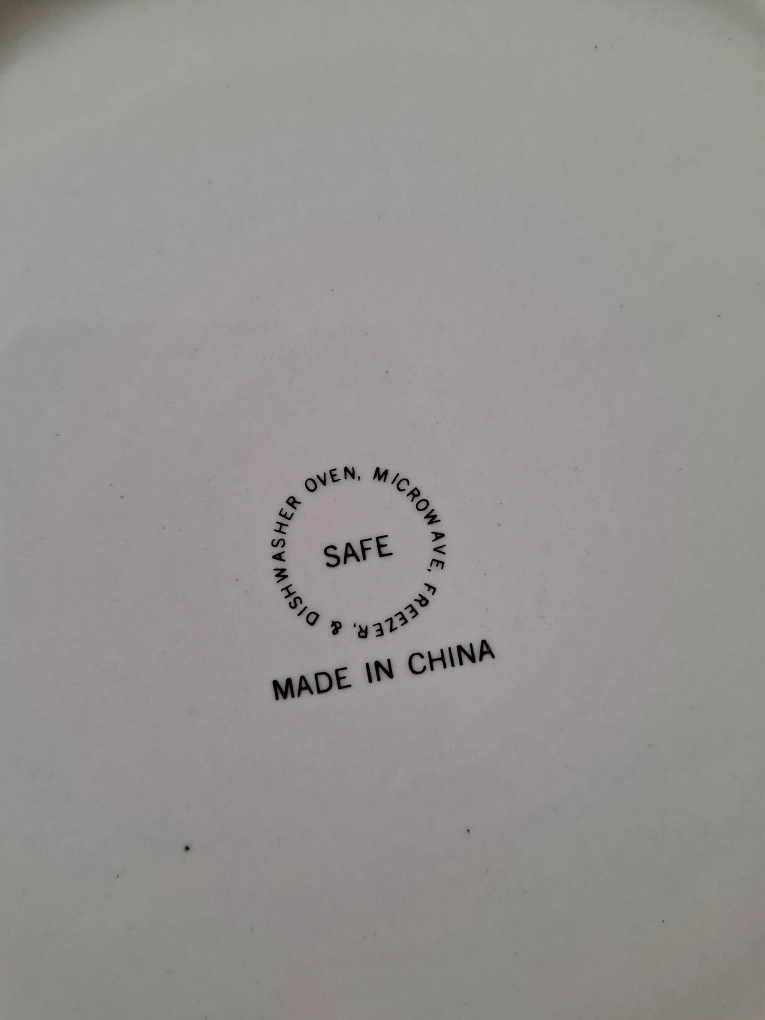 OVEN, MICROWAVE, FREEZER, & DISHWASHER
SAFE
MADE IN CHINA